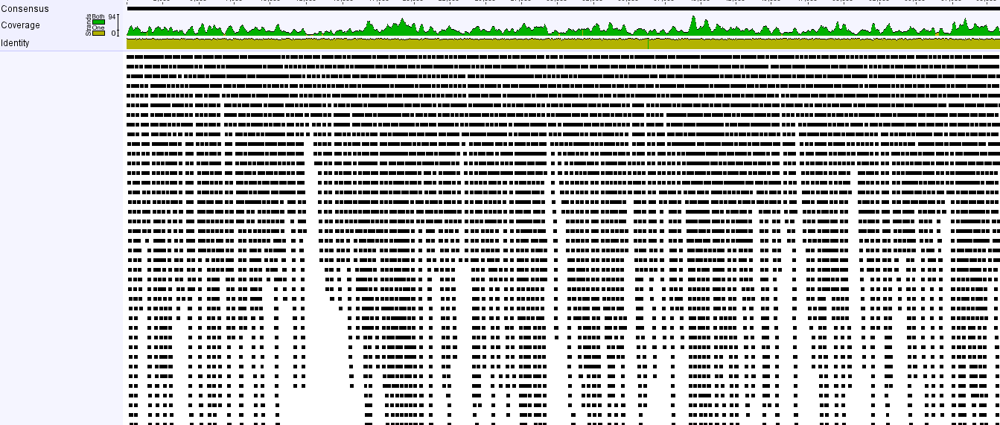 Consensus
Coverage
Strands
Both
One
94
0
Identity